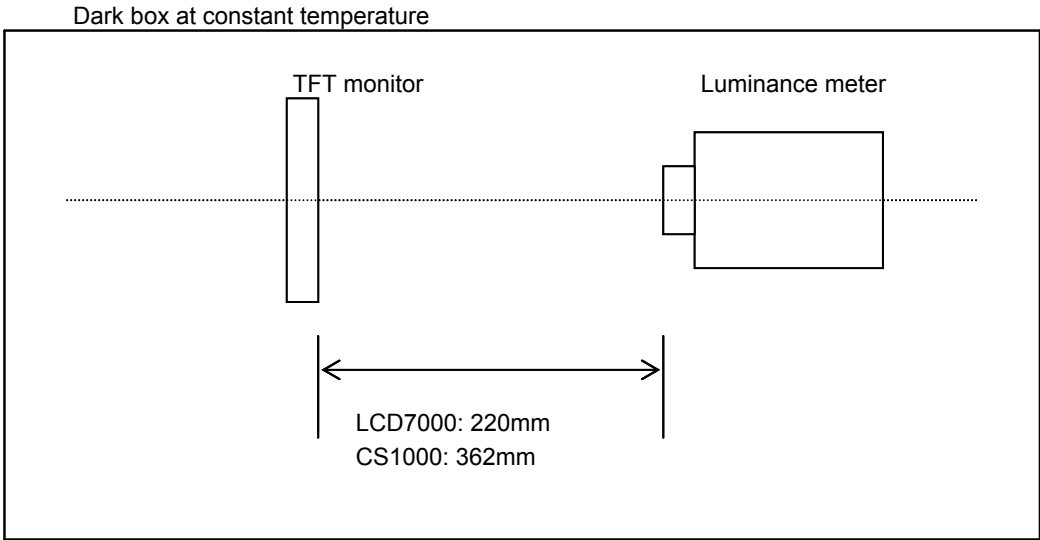 Dark box at constant temperature
TFT monitor
Luminance meter
LCD7000: 220mm
CS1000: 362mm